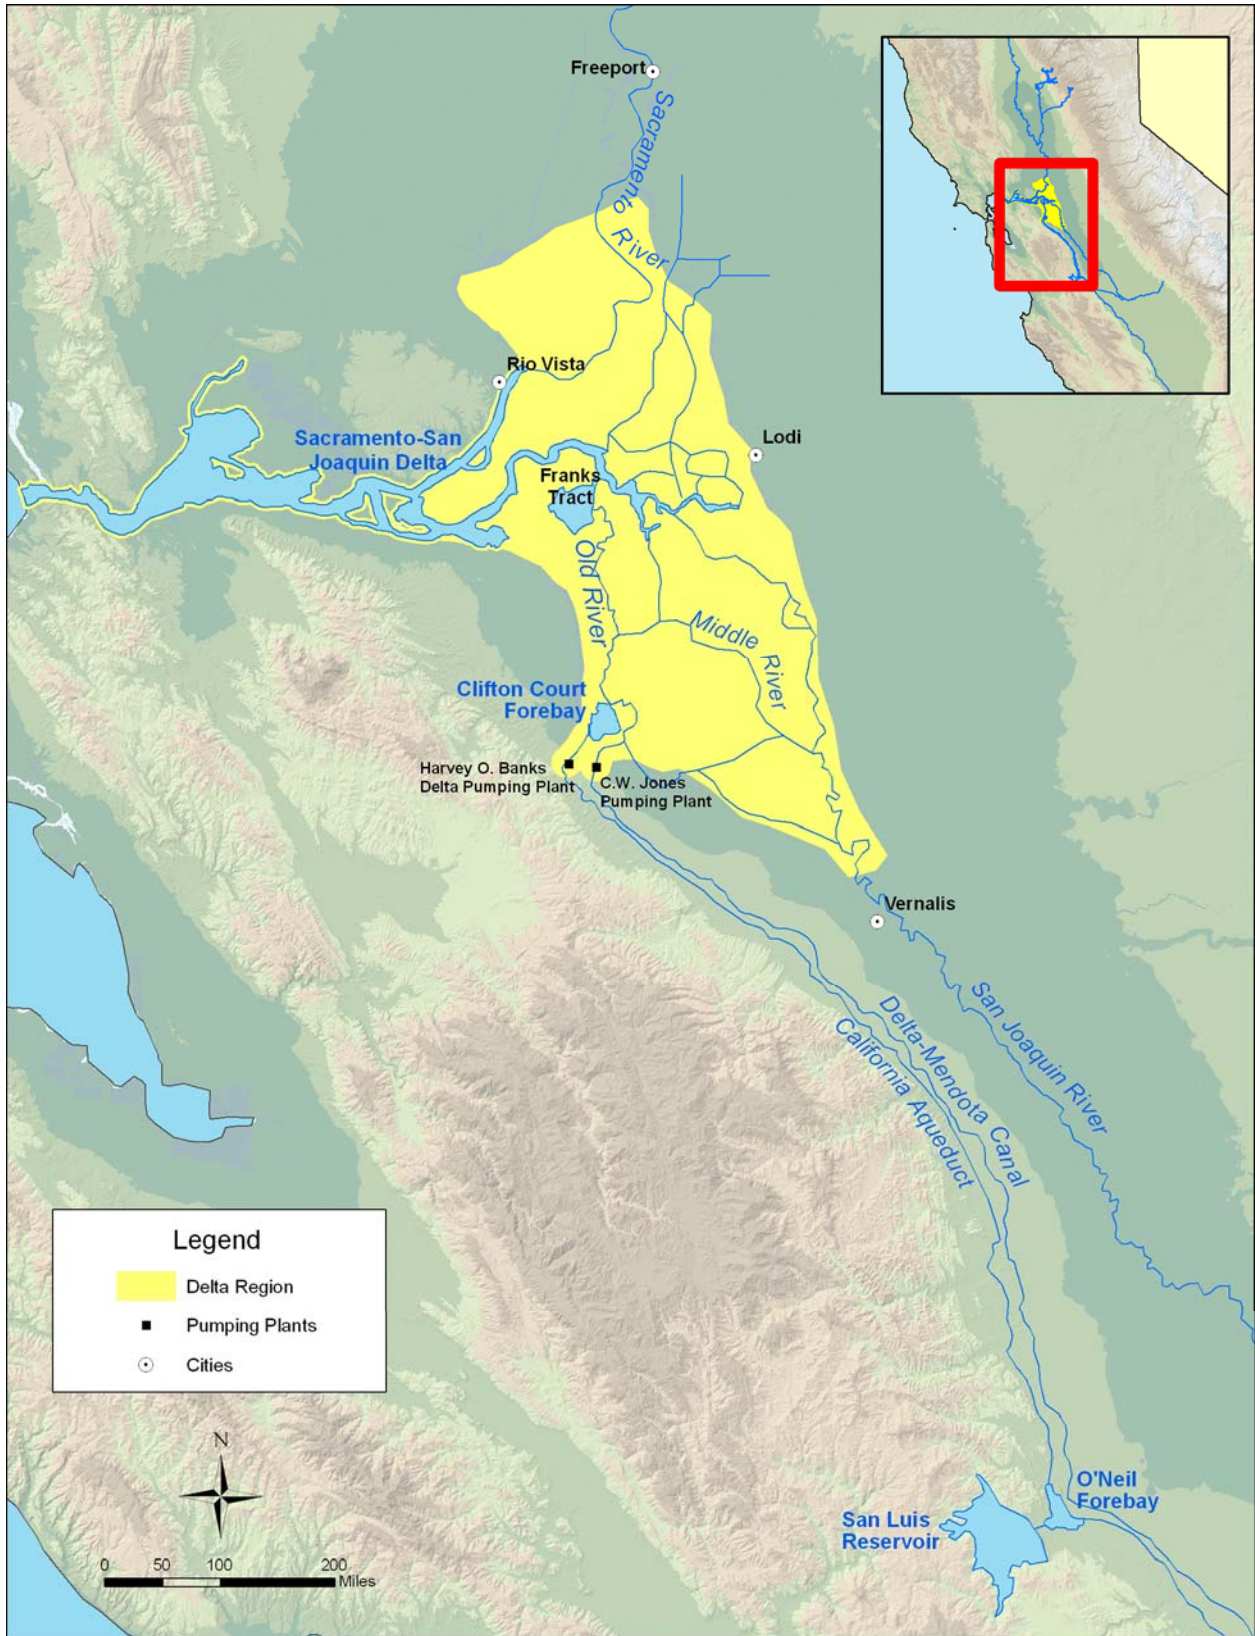 Freeport
Sacramento
River
Rio Vista
Sacramento-San
Joaquin Delta
Lodi
Franks
Tract
Old River
Middle
River
Clifton Court
Forebay
Harvey O. Banks
Delta Pumping Plant
C.W. Jones
Pumping Plant
Vernalis
San Joaquin River
Delta-Mendota Canal
California Aqueduct
Legend
Delta Region
Pumping Plants
Cities
N
0 50 100 200
Miles
O'Neil
Forebay
San Luis
Reservoir